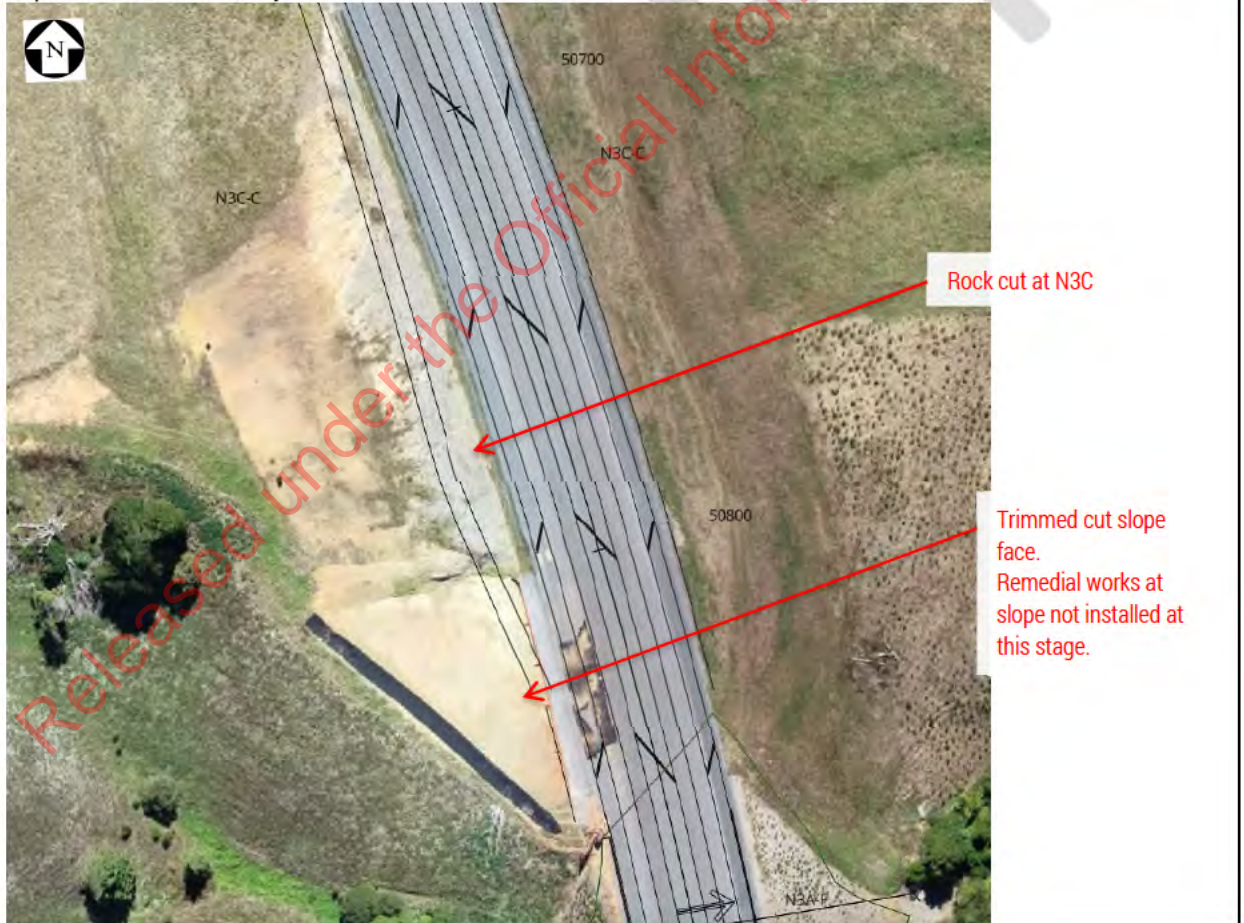 N
50700
N3C-C
N3C-C
Rock cut at N3C
50800
Trimmed cut slope
face.
Remedial works at
slope not installed at
this stage.
N3A-F
Released under the Official Infor